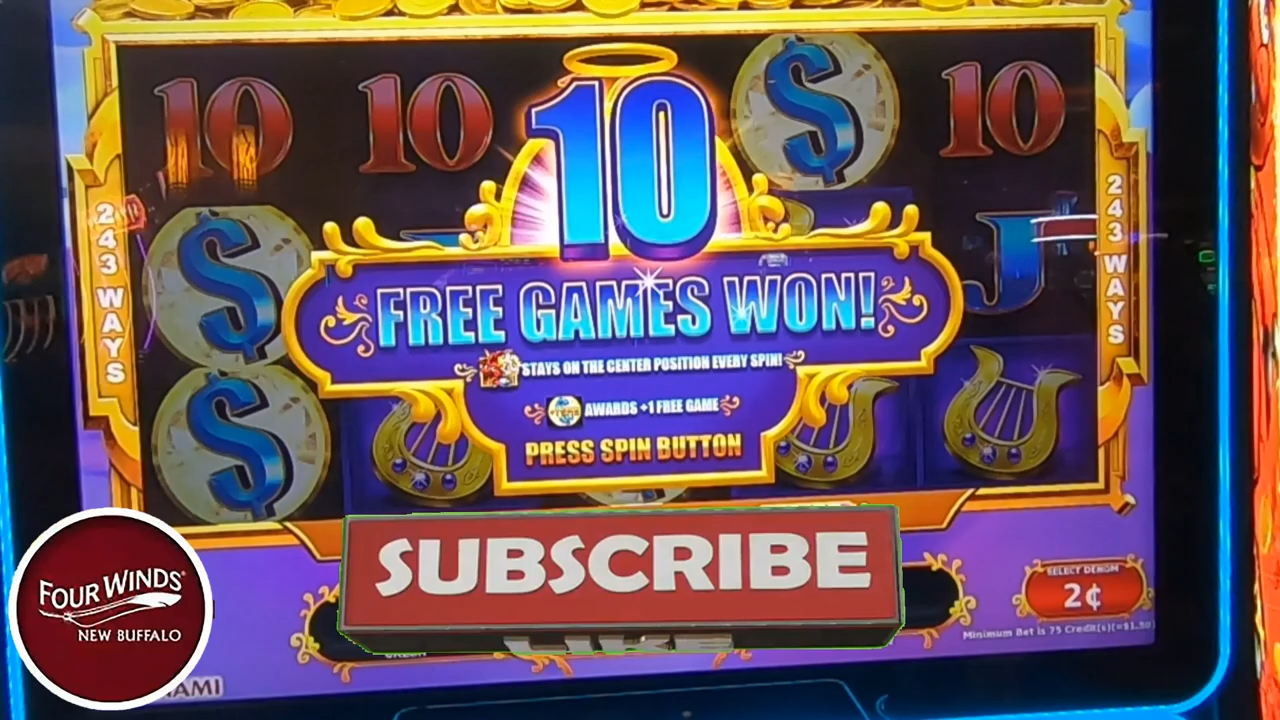 10
10
10
10
$
$
$
J
243 WAYS
243 WAYS
FREE GAMES WON!
STAYS ON THE CENTER POSITION EVERY SPIN!
AWARDS +1 FREE GAME
PRESS SPIN BUTTON
SUBSCRIBE
SELECT DENOM
2¢
Minimum Bet is 75 Credit(s)(=$1.50)
FOUR WINDS®
NEW BUFFALO